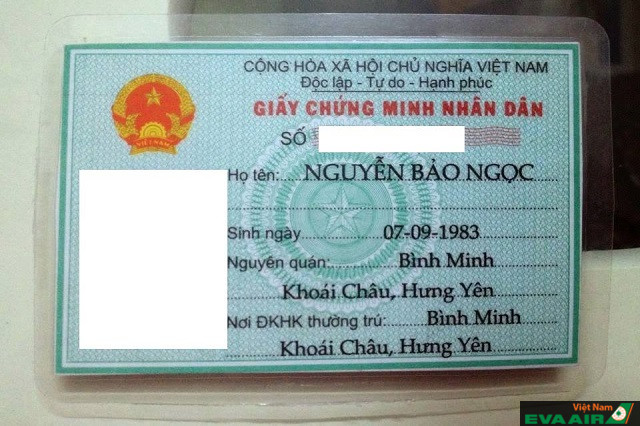 CỘNG HÒA XÃ HỘI CHỦ NGHĨA VIỆT NAM
Độc lập - Tự do - Hạnh phúc
GIẤY CHỨNG MINH NHÂN DÂN
SỐ
VIỆT NAM
Họ tên: NGUYỄN BẢO NGỌC
Sinh ngày 07-09-1983
Nguyên quán: Bình Minh
Khoái Châu, Hưng Yên
Nơi ĐKHK thường trú: Bình Minh
Khoái Châu, Hưng Yên
Việt Nam
EVA AIR